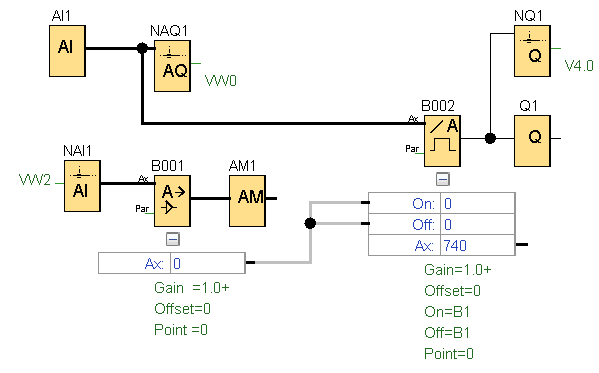 AI1
AI
NAQ1
AQ
VW0
NQ1
Q
V4.0
B002
Ax
/A
Par
Q1
Q
NAI1
VW2
AI
B001
Ax
A→
Par
AM1
AM
On: 0
Off: 0
Ax: 740
Ax: 0
Gain =1.0+
Offset=0
Point =0
Gain=1.0+
Offset=0
On=B1
Off=B1
Point=0